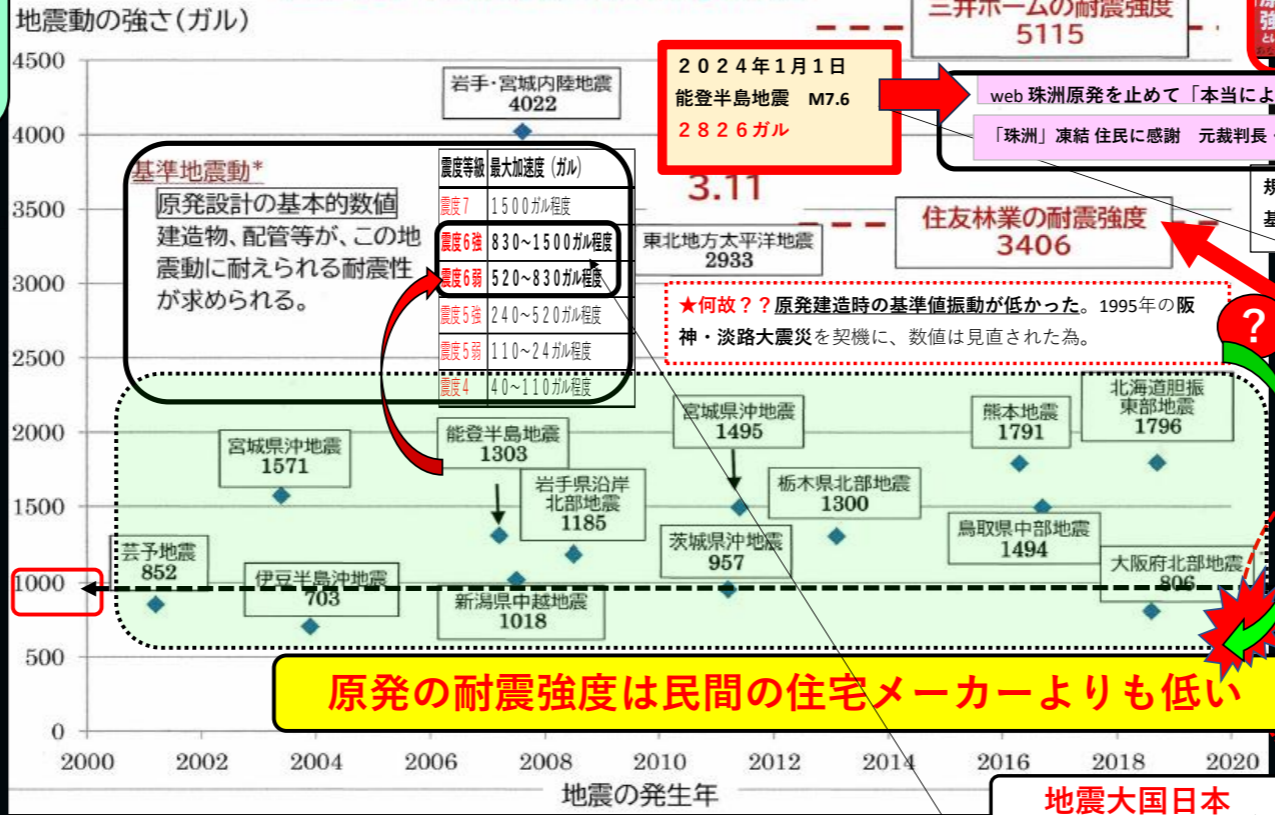 地震動の強さ(ガル)
三井ホームの耐震強度
5115
4500
4000
3500
3000
2500
2000
1500
1000
500
0
岩手・宮城内陸地震
4022
2024年1月1日
能登半島地震 M7.6
2826ガル
web 珠洲原発を止めて「本当によ
「珠洲」凍結 住民に感謝 元裁判長
基準地震動*
原発設計の基本的数値
建造物、配管等が、この地
震動に耐えられる耐震性
が求められる。
震度等級 最大加速度(ガル)
震度7 1500ガル程度
震度6強 830~1500ガル程度
震度6弱 520~830ガル程度
震度5強 240~520ガル程度
震度5弱 110~24ガル程度
震度4 40~110ガル程度
3.11
東北地方太平洋地震
2933
住友林業の耐震強度
3406
規
基
★何故??原発建造時の基準値振動が低かった。1995年の阪
神・淡路大震災を契機に、数値は見直された為。
?
宮城県沖地震
1571
能登半島地震
1303
岩手県沿岸
北部地震
1185
宮城県沖地震
1495
栃木県北部地震
1300
熊本地震
1791
北海道胆振
東部地震
1796
芸予地震
852
伊豆半島沖地震
703
新潟県中越地震
1018
茨城県沖地震
957
鳥取県中部地震
1494
大阪府北部地震
806
原発の耐震強度は民間の住宅メーカーよりも低い
2000 2002 2004 2006 2008 2010 2012 2014 2016 2018 2020
地震の発生年
地震大国日本